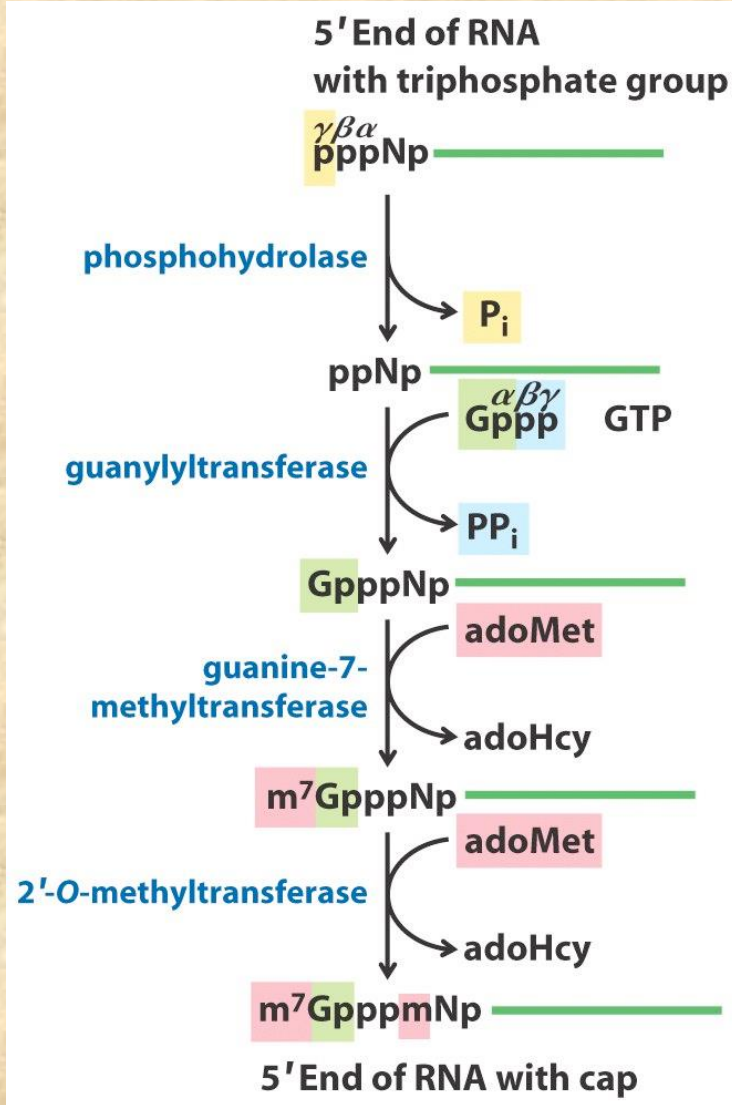 5′ End of RNA
with triphosphate group
γβα
pppNp
phosphohydrolase
Pᵢ
ppNp
αβγ
Gppp GTP
guanylyltransferase
PPᵢ
GpppNp
adoMet
guanine-7-
methyltransferase
adoHcy
m⁷GpppNp
adoMet
2′-O-methyltransferase
adoHcy
m⁷GpppmNp
5′ End of RNA with cap